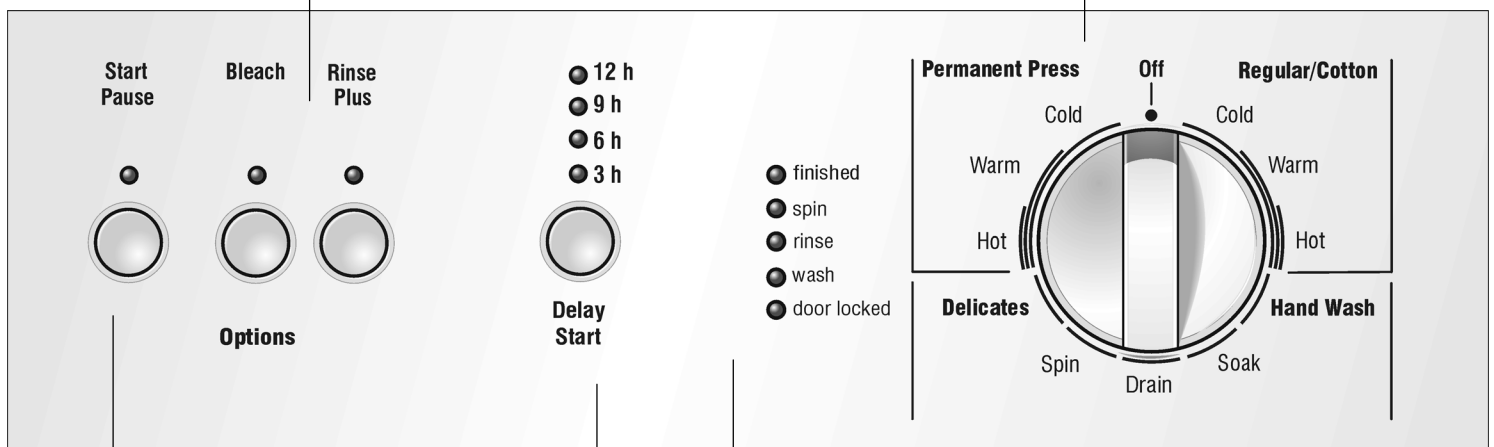 Start
Pause
Bleach
Rinse
Plus
Options
12 h
9 h
6 h
3 h
Delay
Start
finished
spin
rinse
wash
door locked
Permanent Press
Off
Regular/Cotton
Cold
Cold
Warm
Warm
Hot
Hot
Delicates
Hand Wash
Spin
Drain
Soak